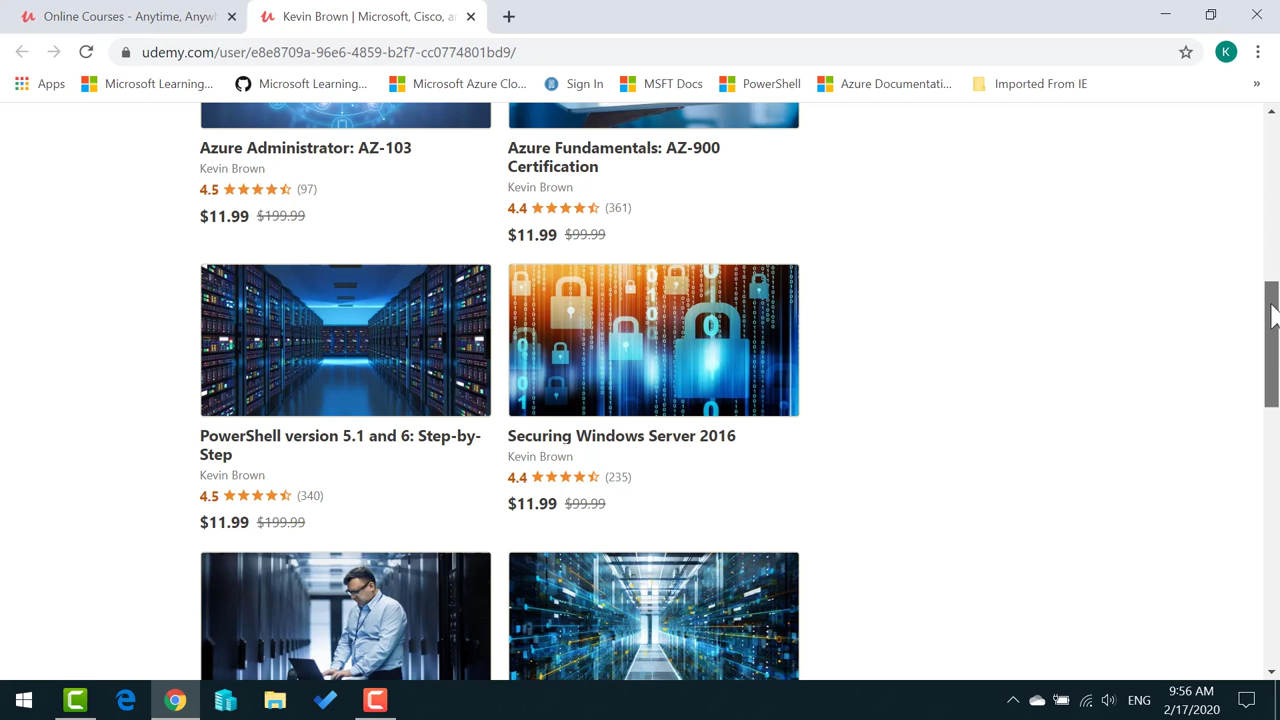 Online Courses - Anytime, Anywh
Kevin Brown | Microsoft, Cisco, an
udemy.com/user/e8e8709a-96e6-4859-b2f7-cc0774801bd9/
K
Apps
Microsoft Learning...
Microsoft Learning...
Microsoft Azure Clo...
Sign In
MSFT Docs
PowerShell
Azure Documentati...
Imported From IE
»
Azure Administrator: AZ-103
Kevin Brown
4.5 (97)
$11.99 $199.99
Azure Fundamentals: AZ-900
Certification
Kevin Brown
4.4 (361)
$11.99 $99.99
PowerShell version 5.1 and 6: Step-by-
Step
Kevin Brown
4.5 (340)
$11.99 $199.99
Securing Windows Server 2016
Kevin Brown
4.4 (235)
$11.99 $99.99
ENG
9:56 AM
2/17/2020